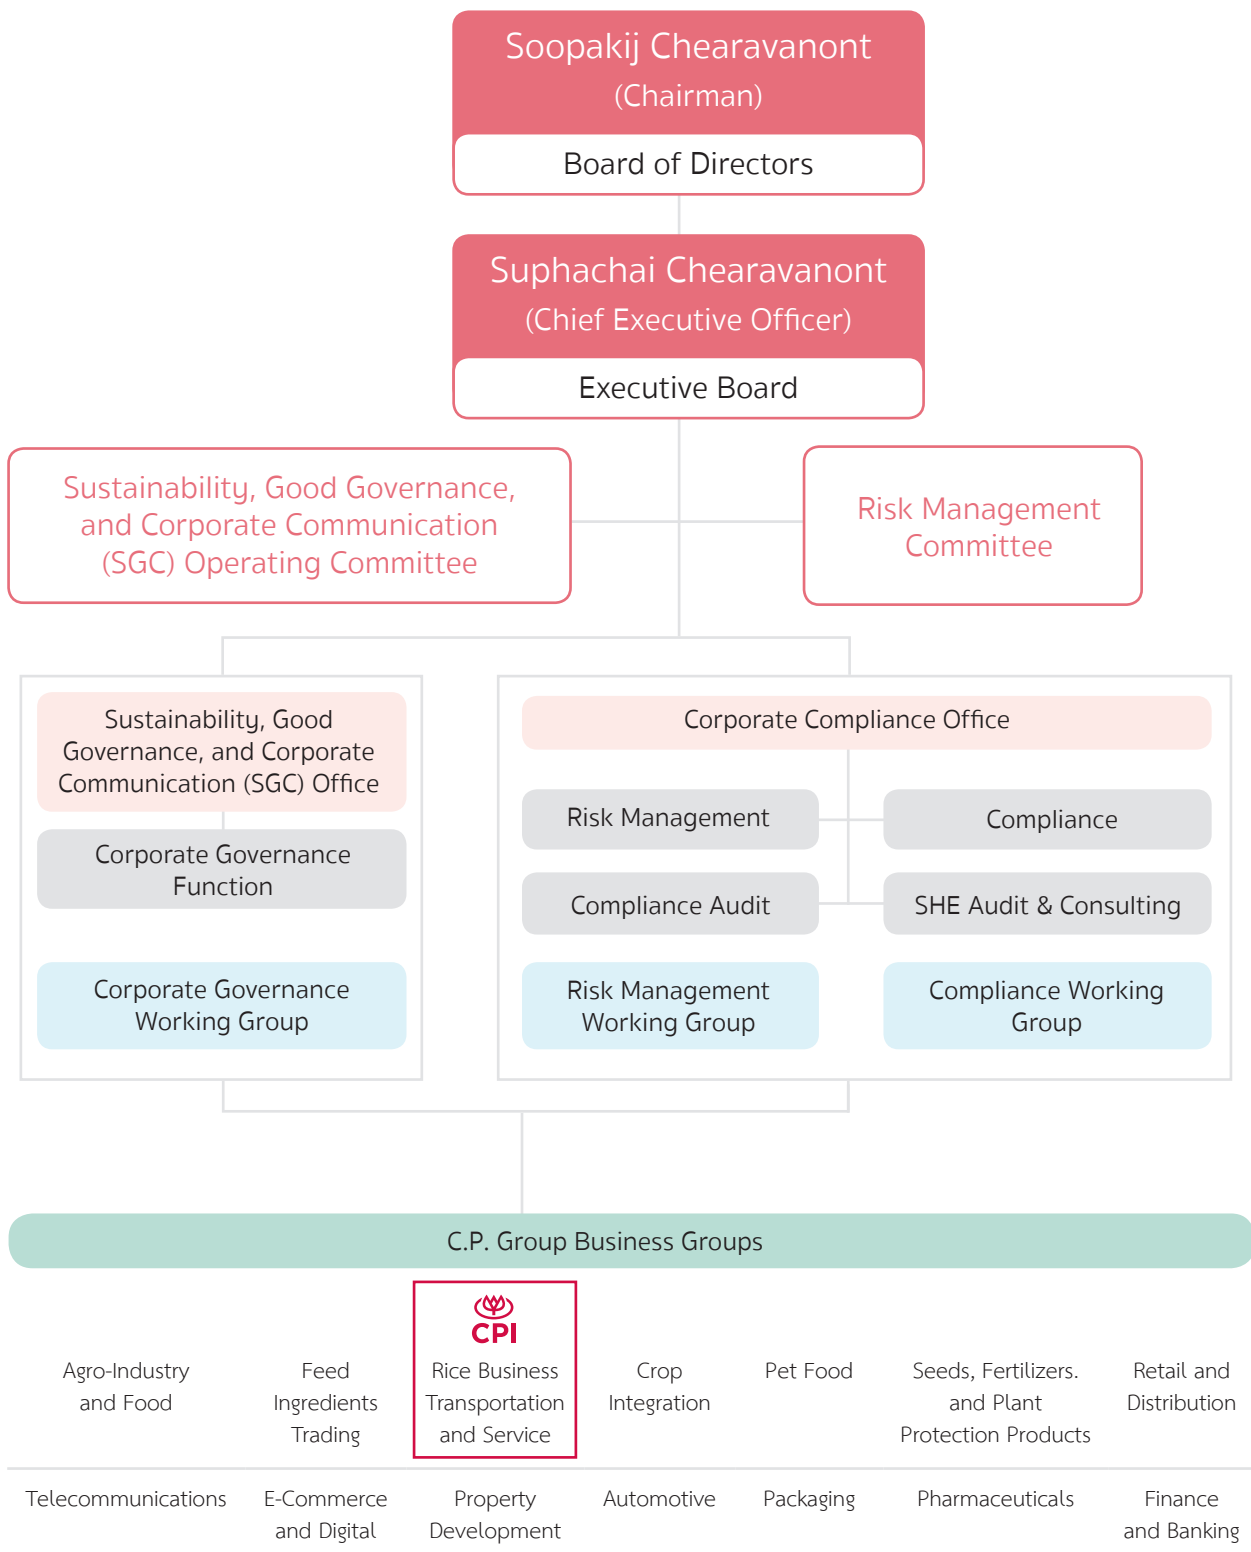 Soopakij Chearavanont
(Chairman)
Board of Directors
Suphachai Chearavanont
(Chief Executive Officer)
Executive Board
Sustainability, Good Governance,
and Corporate Communication
(SGC) Operating Committee
Risk Management
Committee
Sustainability, Good
Governance, and Corporate
Communication (SGC) Office
Corporate Governance
Function
Corporate Governance
Working Group
Corporate Compliance Office
Risk Management
Compliance
Compliance Audit
SHE Audit & Consulting
Risk Management
Working Group
Compliance Working
Group
C.P. Group Business Groups
Agro-Industry
and Food
Feed
Ingredients
Trading
CPI
Rice Business
Transportation
and Service
Crop
Integration
Pet Food
Seeds, Fertilizers.
and Plant
Protection Products
Retail and
Distribution
Telecommunications
E-Commerce
and Digital
Property
Development
Automotive
Packaging
Pharmaceuticals
Finance
and Banking